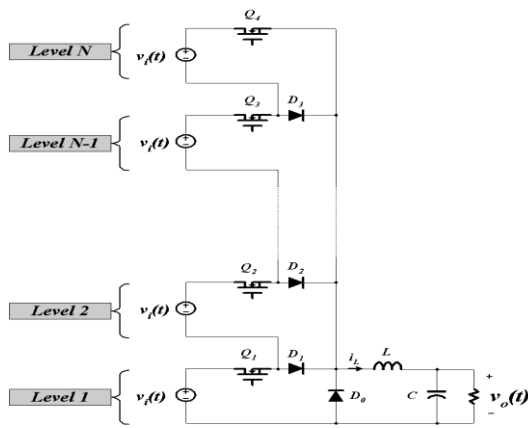 Q4
Level N
vi(t)
Q3
D3
Level N-1
vi(t)
Q2
D2
Level 2
vi(t)
Q1
D1
iL
L
Level 1
vi(t)
D0
C
vo(t)